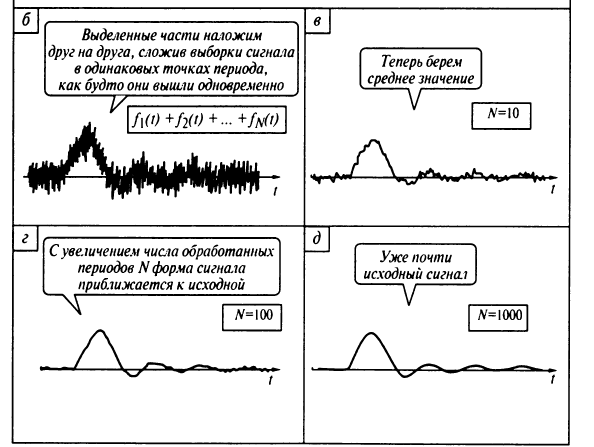 б
Выделенные части наложим
друг на друга, сложив выборки сигнала
в одинаковых точках периода,
как будто они вышли одновременно
f₁(t) + f₂(t) + ... + fN(t)
t
в
Теперь берем
среднее значение
N=10
t
г
С увеличением числа обработанных
периодов N форма сигнала
приближается к исходной
N=100
t
д
Уже почти
исходный сигнал
N=1000
t